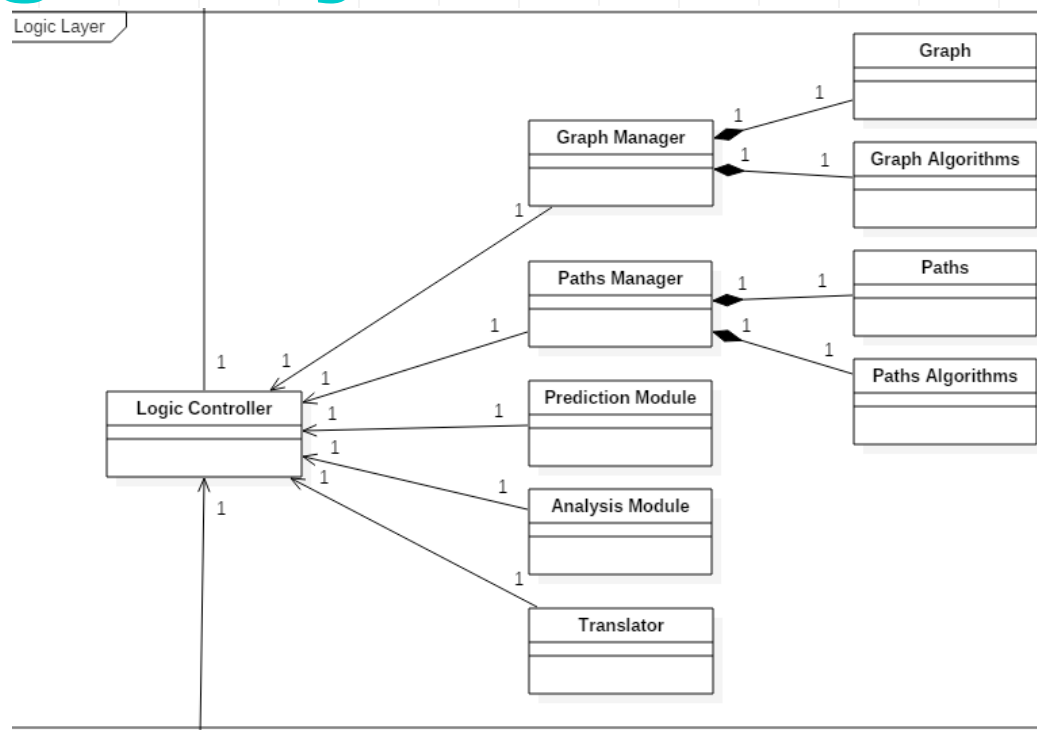 Logic Layer
Graph
1
1
Graph Manager
1
1
Graph Algorithms
1
Paths Manager
1
1
Paths
1
1
Paths Algorithms
1
1
1
1
Logic Controller
1
1
Prediction Module
1
1
Analysis Module
1
1
1
Translator